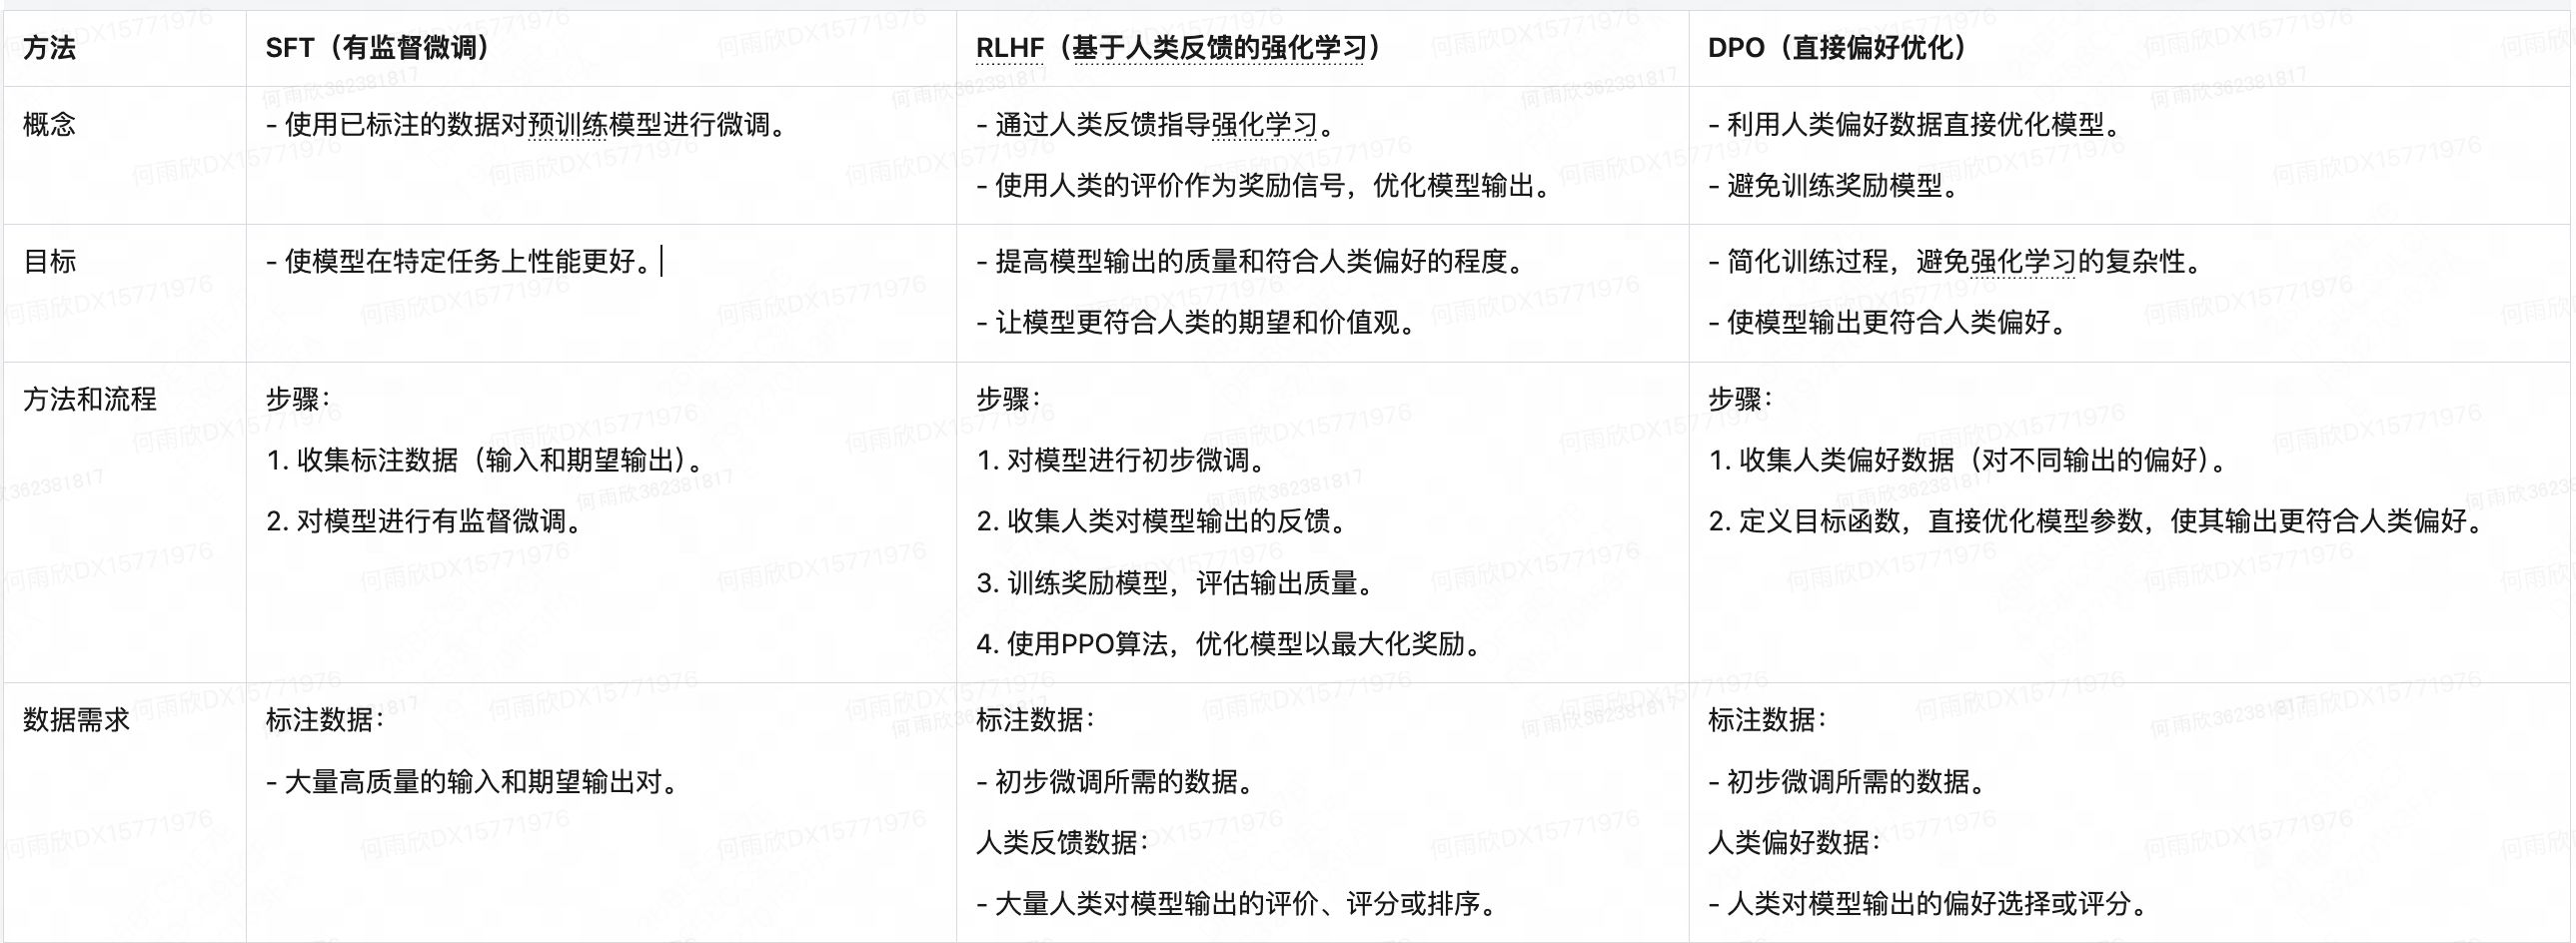 方法
SFT（有监督微调）
RLHF（基于人类反馈的强化学习）
DPO（直接偏好优化）
概念
- 使用已标注的数据对预训练模型进行微调。
- 通过人类反馈指导强化学习。
- 使用人类的评价作为奖励信号，优化模型输出。
- 利用人类偏好数据直接优化模型。
- 避免训练奖励模型。
目标
- 使模型在特定任务上性能更好。
- 提高模型输出的质量和符合人类偏好的程度。
- 让模型更符合人类的期望和价值观。
- 简化训练过程，避免强化学习的复杂性。
- 使模型输出更符合人类偏好。
方法和流程
步骤：
1. 收集标注数据（输入和期望输出）。
2. 对模型进行有监督微调。
步骤：
1. 对模型进行初步微调。
2. 收集人类对模型输出的反馈。
3. 训练奖励模型，评估输出质量。
4. 使用PPO算法，优化模型以最大化奖励。
步骤：
1. 收集人类偏好数据（对不同输出的偏好）。
2. 定义目标函数，直接优化模型参数，使其输出更符合人类偏好。
数据需求
标注数据：
- 大量高质量的输入和期望输出对。
标注数据：
- 初步微调所需的数据。
人类反馈数据：
- 大量人类对模型输出的评价、评分或排序。
标注数据：
- 初步微调所需的数据。
人类偏好数据：
- 人类对模型输出的偏好选择或评分。
何雨欣DX15771976
何雨欣362381817